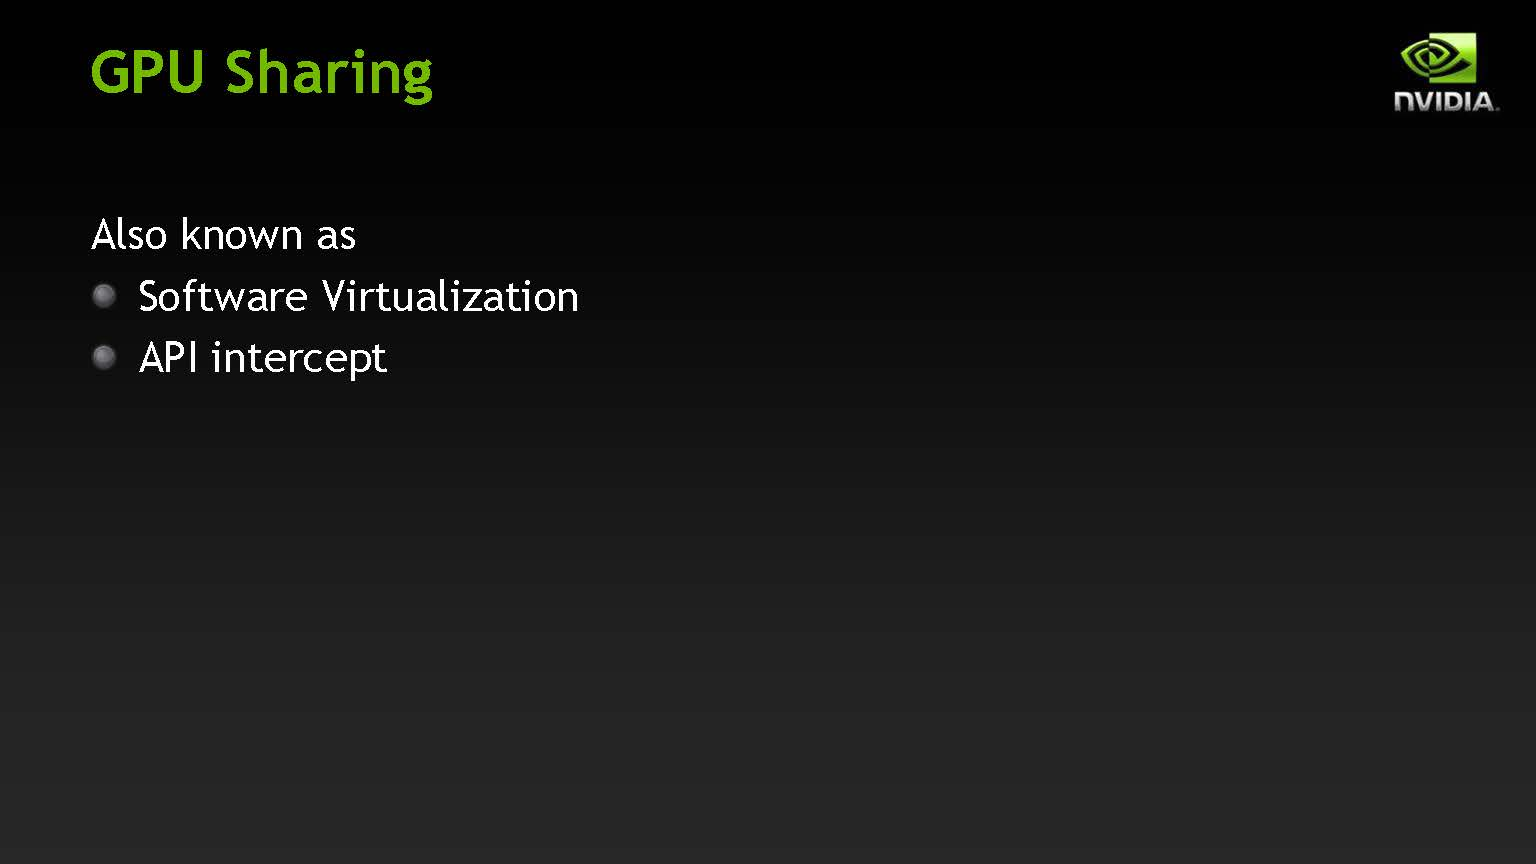 GPU Sharing
NVIDIA.
Also known as
Software Virtualization
API intercept